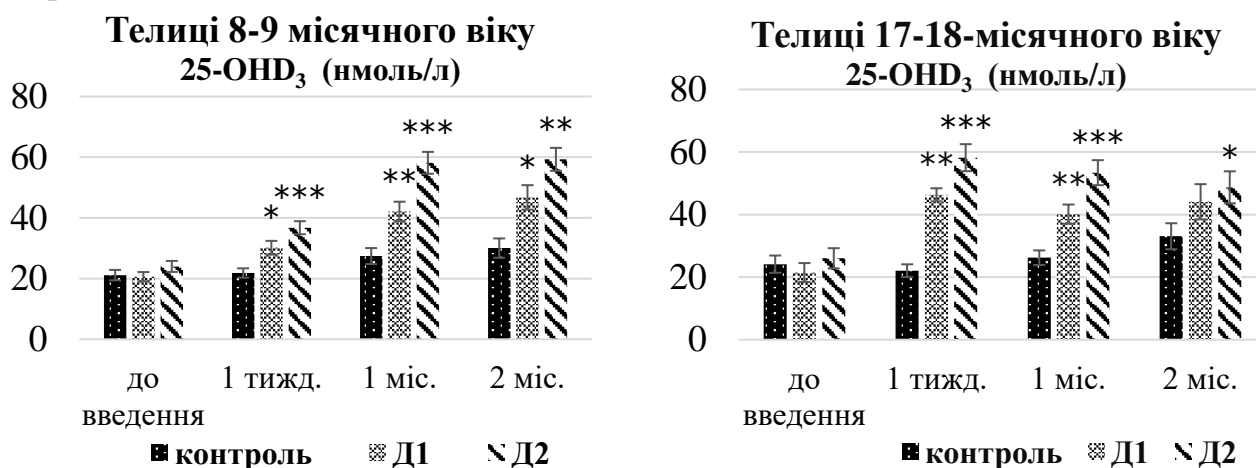 Телиці 8-9 місячного віку
25-OHD₃ (нмоль/л)
80
60
40
20
0
*
***
**
***
*
**
до введення
1 тижд.
1 міс.
2 міс.
контроль Д1 Д2
Телиці 17-18-місячного віку
25-OHD₃ (нмоль/л)
80
60
40
20
0
**
***
**
***
*
до введення
1 тижд.
1 міс.
2 міс.
контроль Д1 Д2